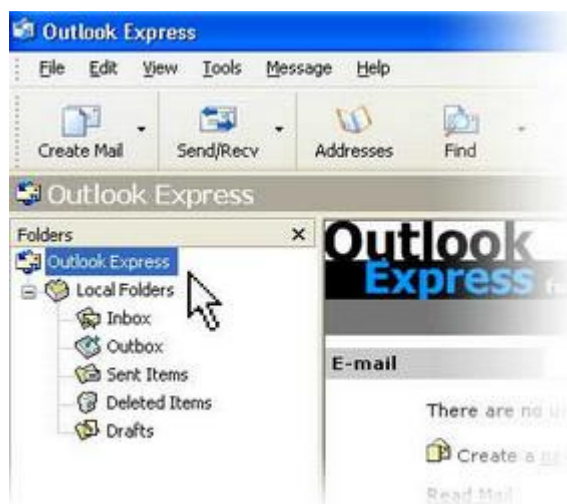 Outlook Express
File Edit View Tools Message Help
Create Mail Send/Recv Addresses Find
Outlook Express
Folders
Outlook Express
Local Folders
Inbox
Outbox
Sent Items
Deleted Items
Drafts
Outlook
Express
E-mail
There are no
Create a
Read Mail